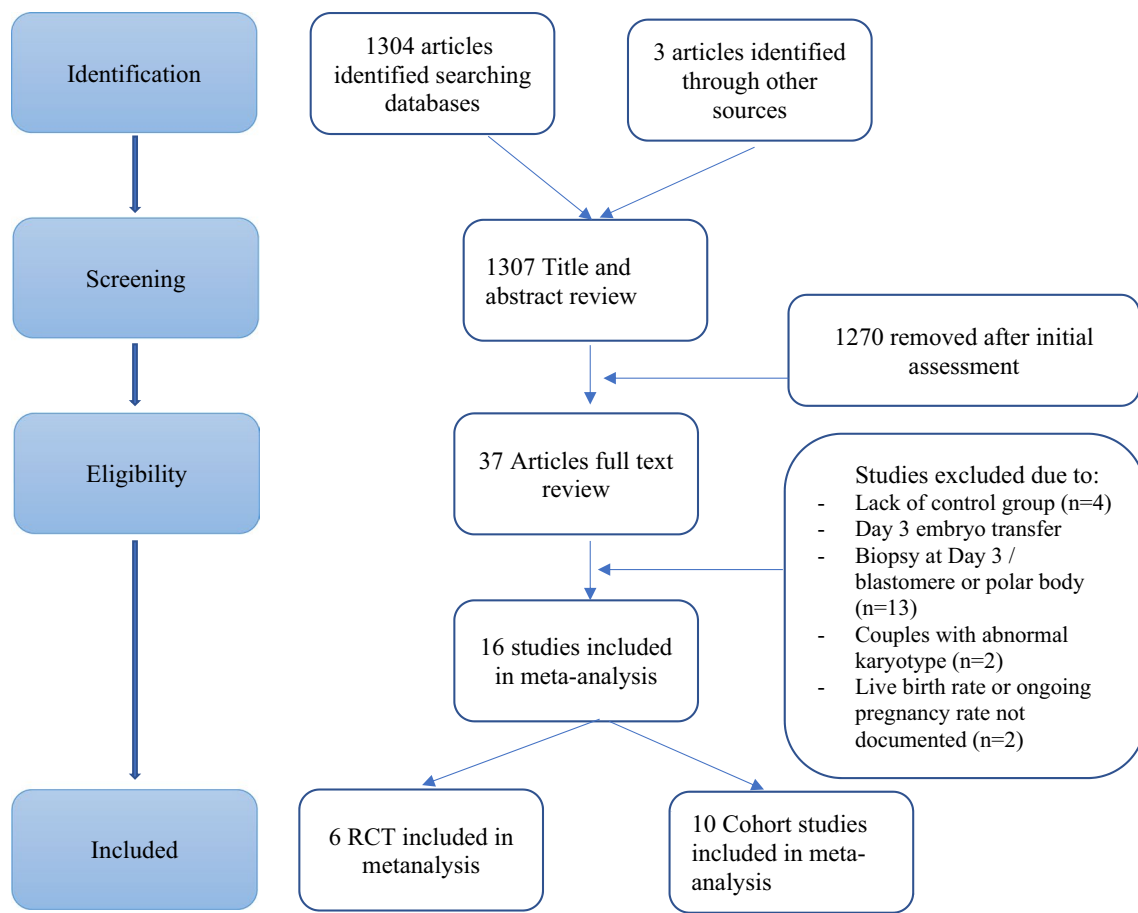 Identification
1304 articles
identified searching
databases
3 articles identified
through other
sources
Screening
1307 Title and
abstract review
1270 removed after initial
assessment
Eligibility
37 Articles full text
review
Studies excluded due to:
- Lack of control group (n=4)
- Day 3 embryo transfer
- Biopsy at Day 3 /
blastomere or polar body
(n=13)
- Couples with abnormal
karyotype (n=2)
- Live birth rate or ongoing
pregnancy rate not
documented (n=2)
16 studies included
in meta-analysis
Included
6 RCT included in
metanalysis
10 Cohort studies
included in meta-
analysis